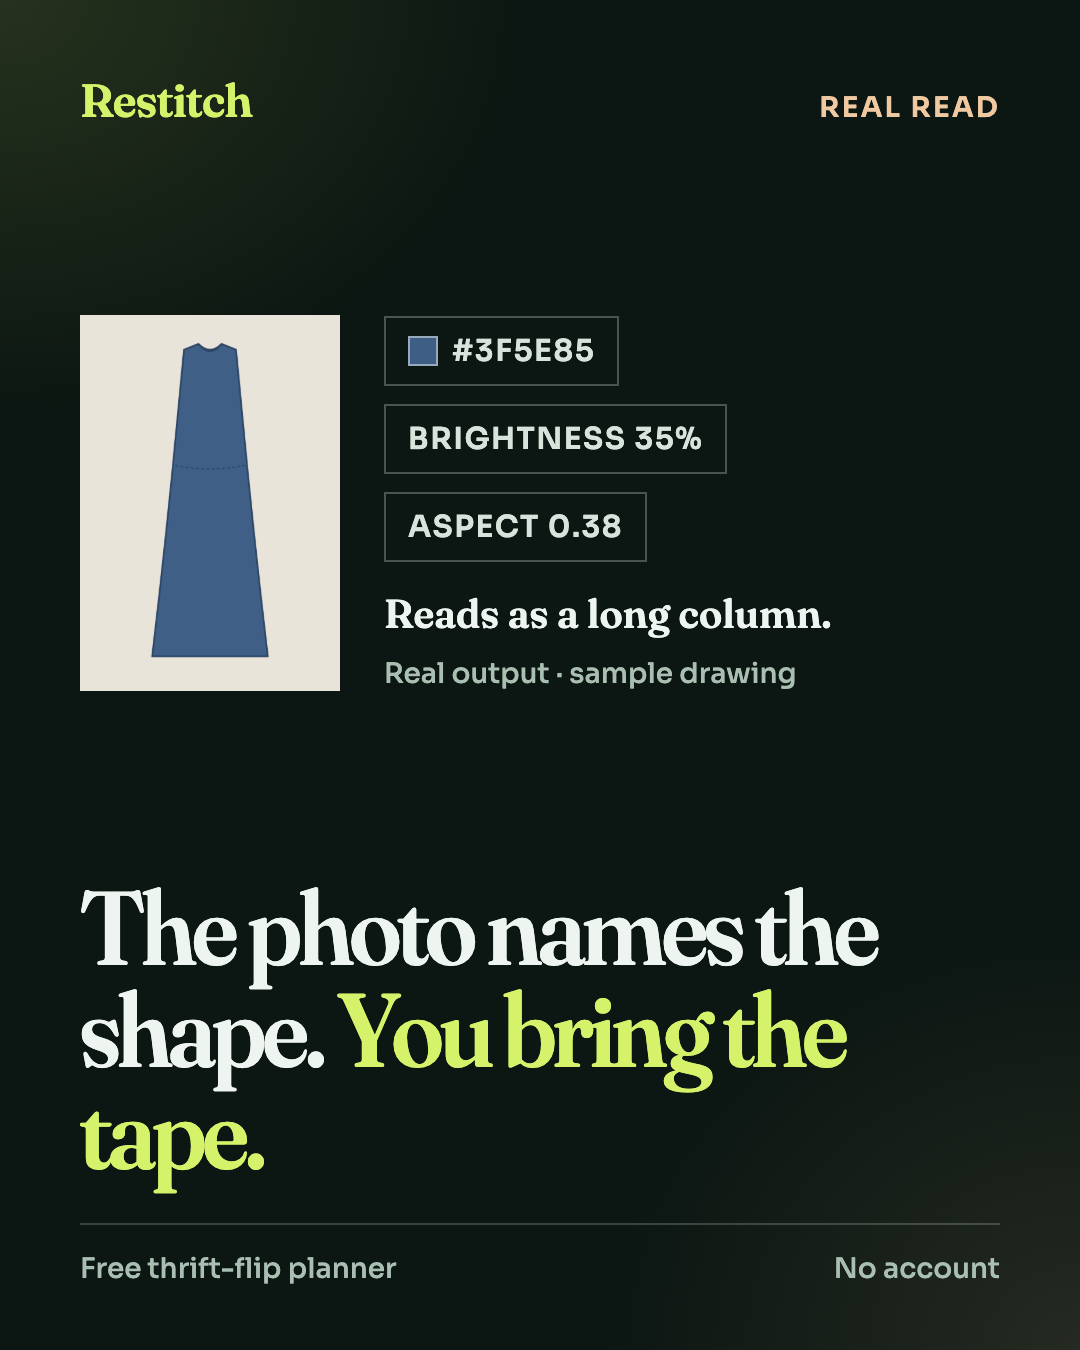 Restitch
REAL READ
#3F5E85
BRIGHTNESS 35%
ASPECT 0.38
Reads as a long column.
Real output · sample drawing
The photo names the
shape. You bring the
tape.
Free thrift-flip planner
No account